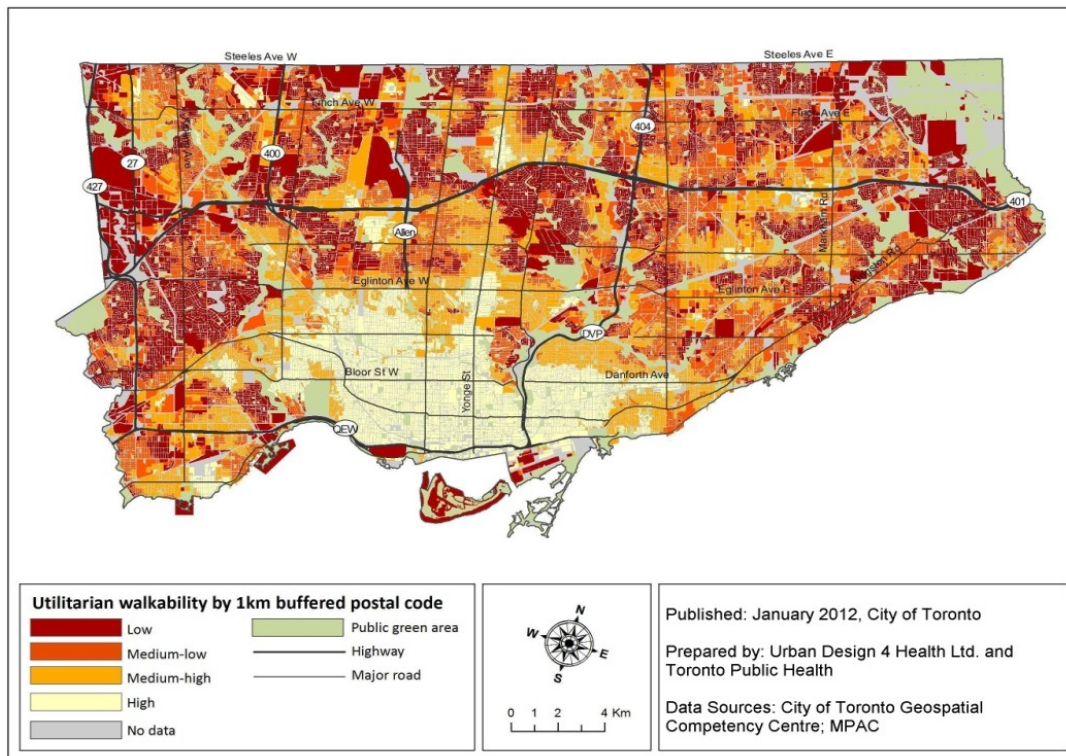 Steeles Ave W
Steeles Ave E
Finch Ave W
Finch Ave E
404
400
27
427
401
Markham Rd
Allen
Kingston Rd
Eglinton Ave W
Eglinton Ave E
DVP
Bloor St W
Danforth Ave
Yonge St
QEW
Utilitarian walkability by 1km buffered postal code
Low
Medium-low
Medium-high
High
No data
Public green area
Highway
Major road
N
W
E
S
0 1 2 4 Km
Published: January 2012, City of Toronto
Prepared by: Urban Design 4 Health Ltd. and
Toronto Public Health
Data Sources: City of Toronto Geospatial
Competency Centre; MPAC